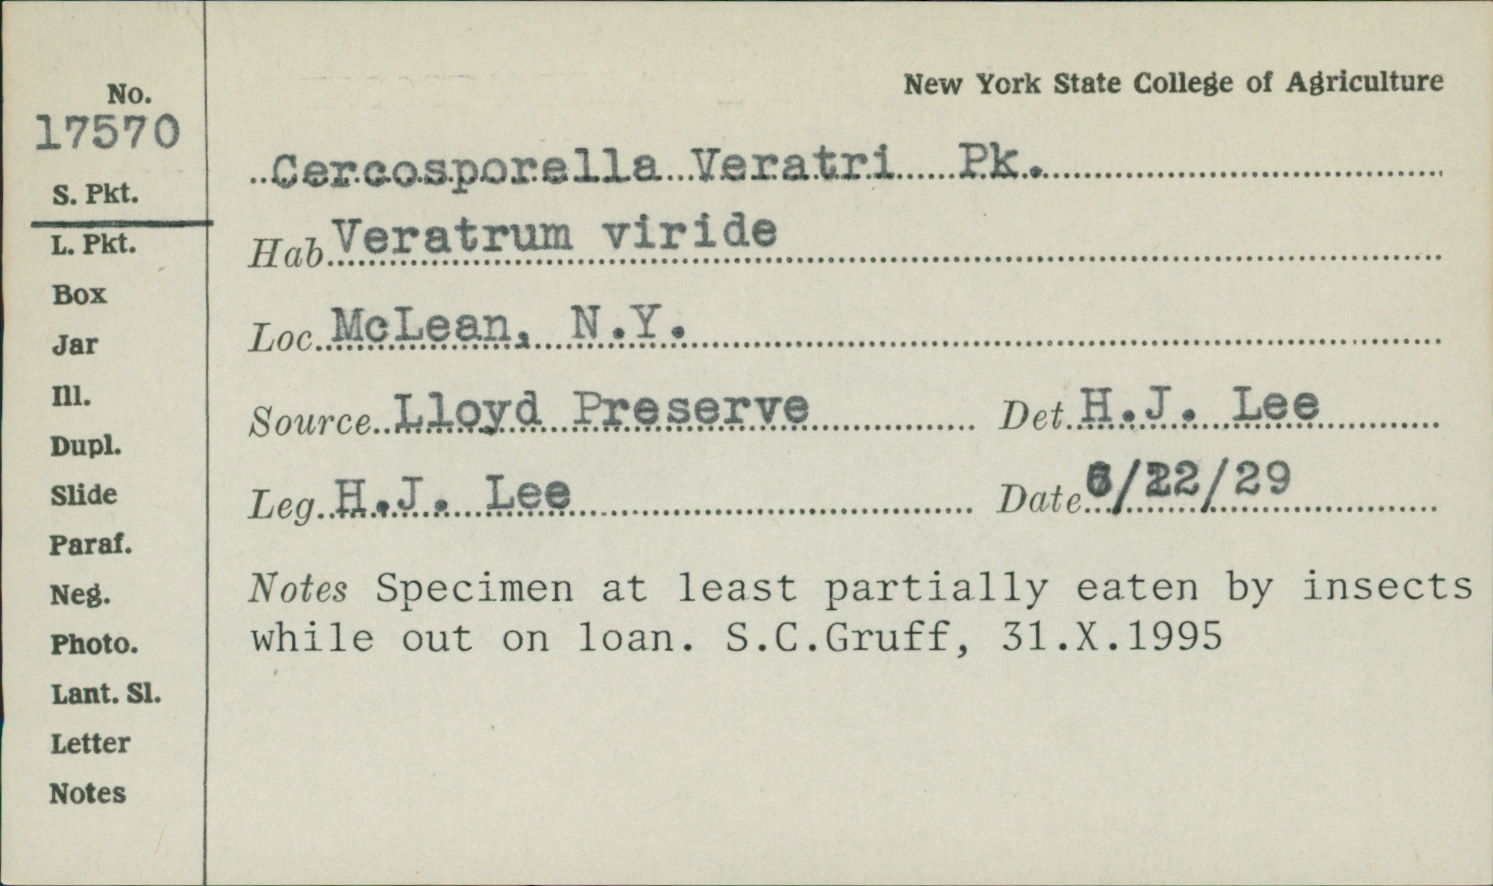 New York State College of Agriculture
No.
17570
S. Pkt.
L. Pkt.
Box
Jar
Ill.
Dupl.
Slide
Paraf.
Neg.
Photo.
Lant. Sl.
Letter
Notes
Cercosporella Veratri Pk.
Hab Veratrum viride
Loc. McLean, N.Y.
Source Lloyd Preserve Det. H.J. Lee
Leg. H.J. Lee Date 6/22/29
Notes Specimen at least partially eaten by insects
while out on loan. S.C.Gruff, 31.X.1995